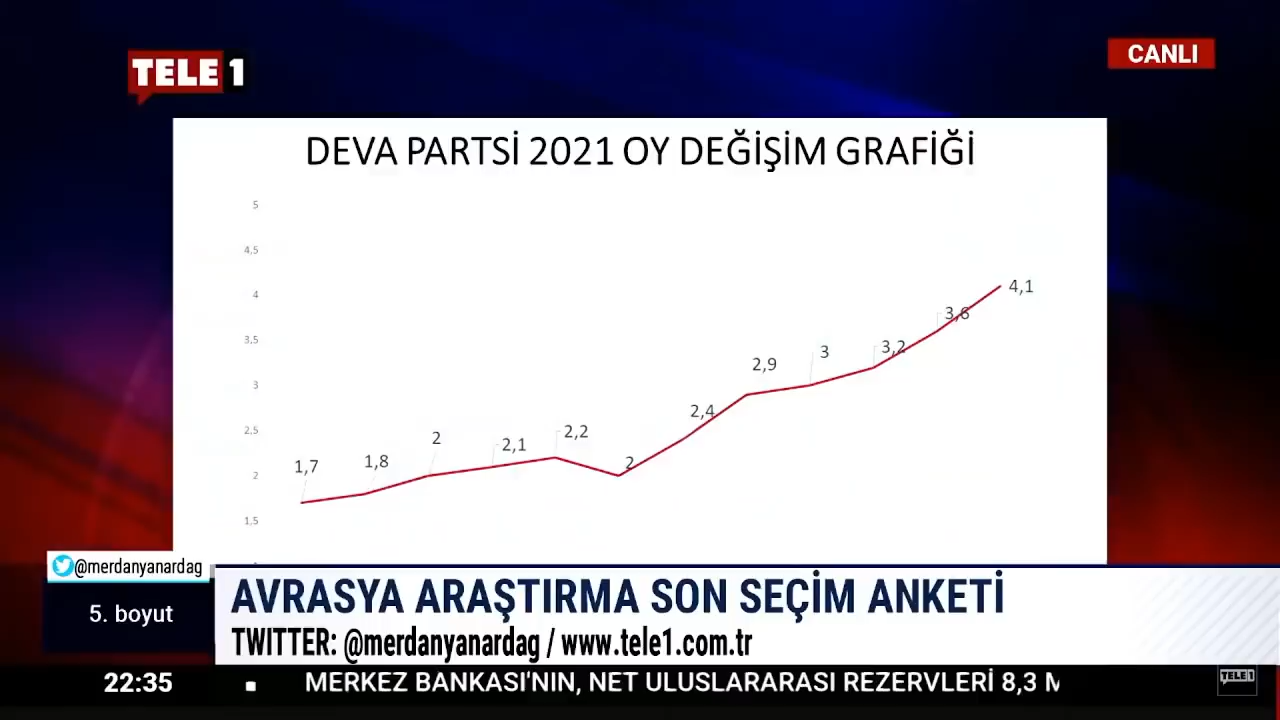 TELE 1
CANLI
DEVA PARTSİ 2021 OY DEĞİŞİM GRAFİĞİ
5
4,5
4
3,5
3
2,5
2
1,5
1,7
1,8
2
2,1
2,2
2
2,4
2,9
3
3,2
3,6
4,1
@merdanyanardag
5. boyut
AVRASYA ARAŞTIRMA SON SEÇİM ANKETİ
TWITTER: @merdanyanardag / www.tele1.com.tr
22:35
MERKEZ BANKASI'NIN, NET ULUSLARARASI REZERVLERİ 8,3
TELE1